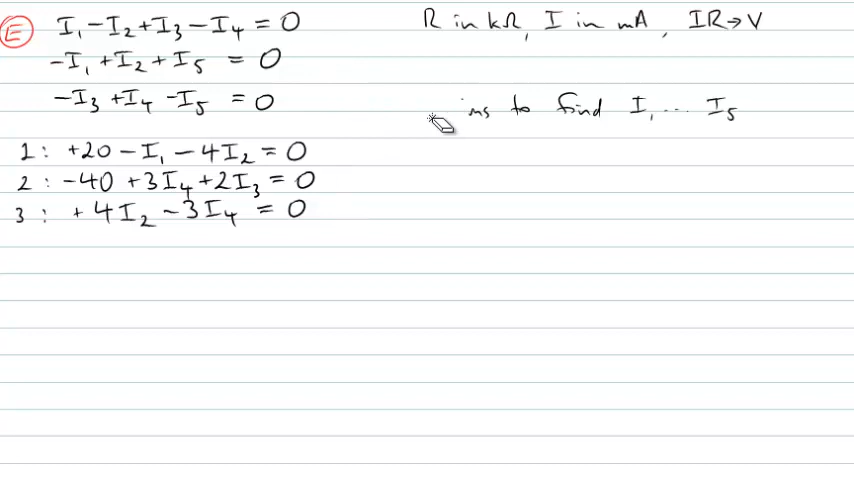 E I₁ - I₂ + I₃ - I₄ = 0 R in kΩ, I in mA, IR→V
-I₁ + I₂ + I₅ = 0
-I₃ + I₄ - I₅ = 0 to find I₁ ... I₅
1: +20 - I₁ - 4I₂ = 0
2: -40 + 3I₄ + 2I₃ = 0
3: +4I₂ - 3I₄ = 0